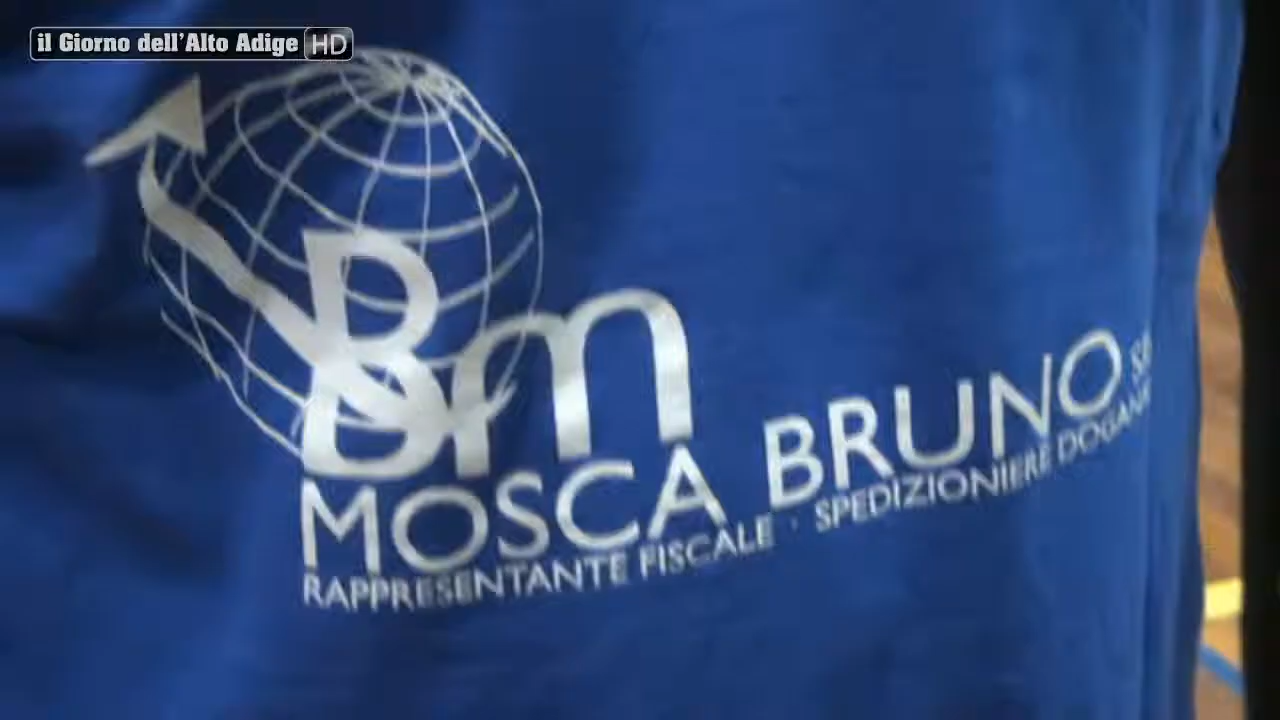 il Giorno dell'Alto Adige HD
Bm
MOSCA BRUNO
RAPPRESENTANTE FISCALE · SPEDIZIONIERE